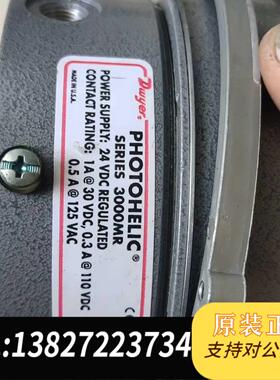 Dwyer®
PHOTOHELIC®
SERIES 3000MR
POWER SUPPLY: 24 VDC REGULATED
CONTACT RATING: 1A @ 30 VDC, 0.3 A @ 110 VDC
0.5 A @ 125 VAC
MADE IN U.S.A.
C
:13827223734
原装正
支持对公